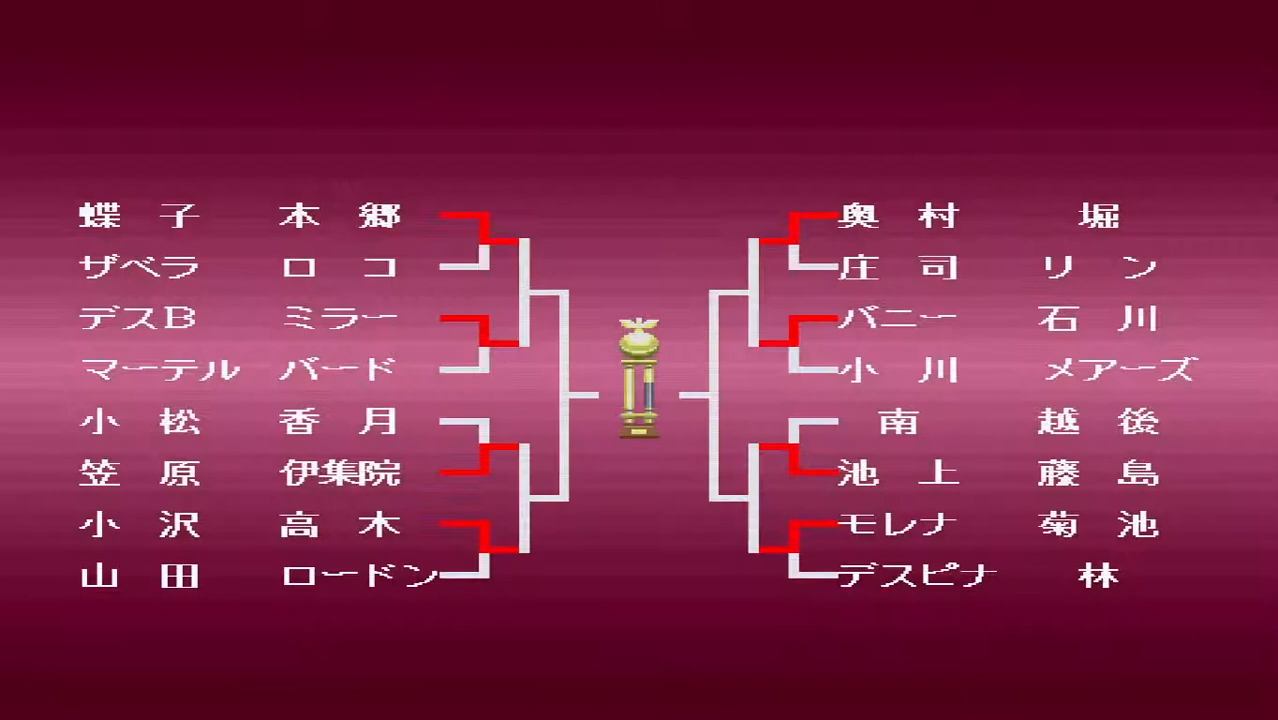 蝶子 本郷
ザベラ ロコ
デスB ミラー
マーテル バード
小松 香月
笠原 伊集院
小沢 高木
山田 ロードン
奥村 堀
庄司 リン
バニー 石川
小川 メアーズ
南 越後
池上 藤島
モレナ 菊池
デスピナ 林